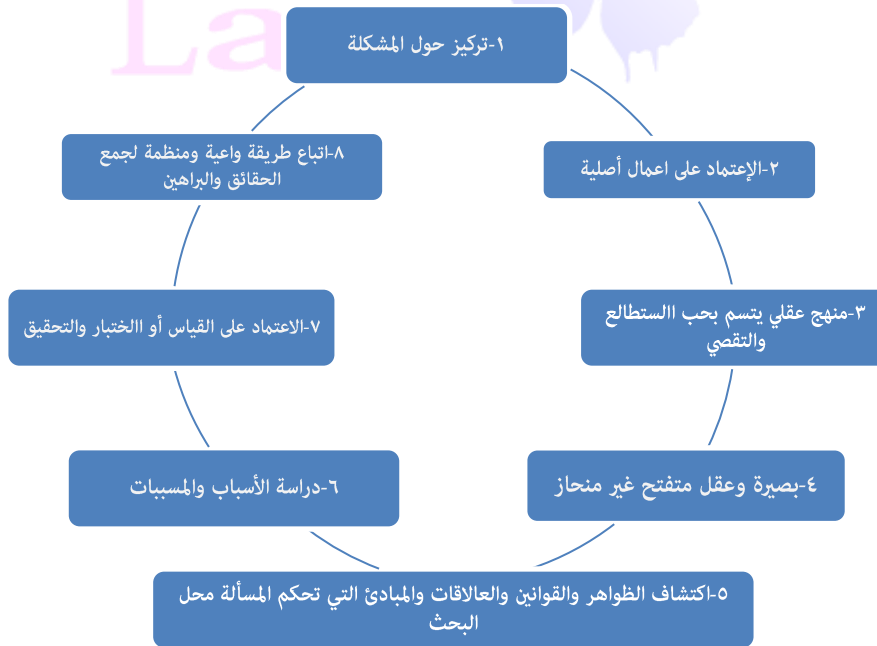 La
١-تركيز حول المشكلة
٢-الإعتماد على اعمال أصلية
٣-منهج عقلي يتسم بحب االستطالع
والتقصي
٤-بصيرة وعقل متفتح غير منحاز
٥-اكتشاف الظواهر والقوانين والعالاقات والمبادئ التي تحكم المسألة محل
البحث
٦-دراسة الأسباب والمسببات
٧-الاعتماد على القياس أو االختبار والتحقيق
٨-اتباع طريقة واعية ومنظمة لجمع
الحقائق والبراهين